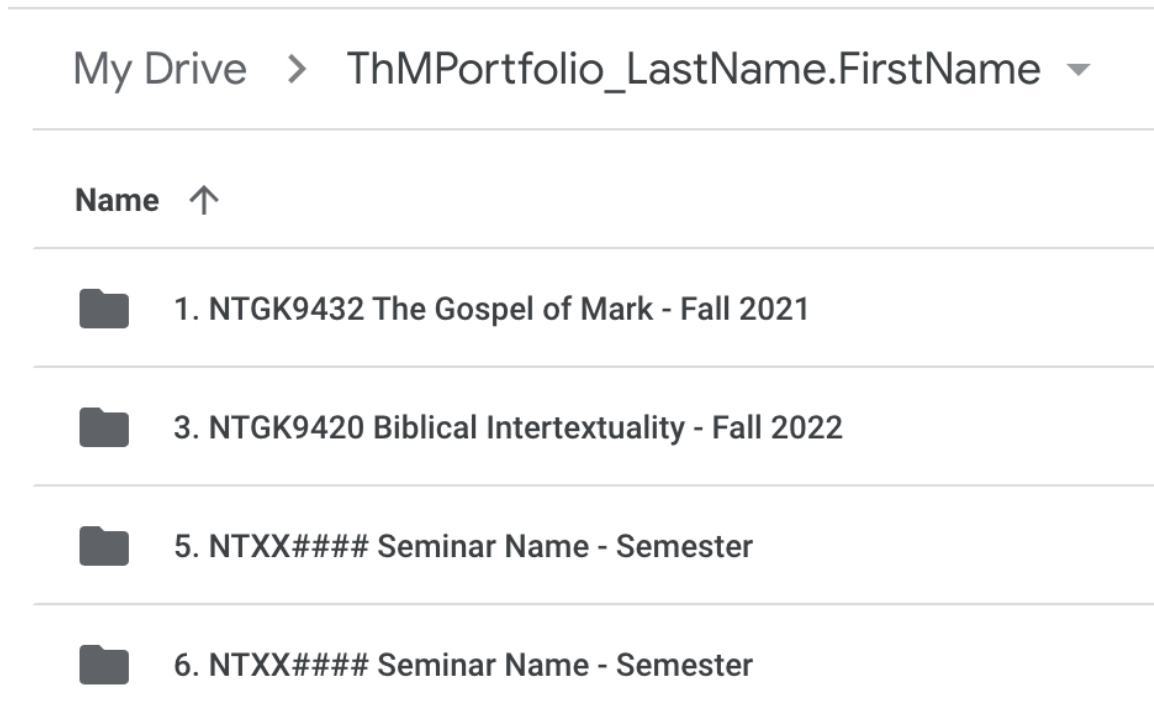 My Drive > ThMPortfolio_LastName.FirstName
Name ↑
1. NTGK9432 The Gospel of Mark - Fall 2021
3. NTGK9420 Biblical Intertextuality - Fall 2022
5. NTXX#### Seminar Name - Semester
6. NTXX#### Seminar Name - Semester